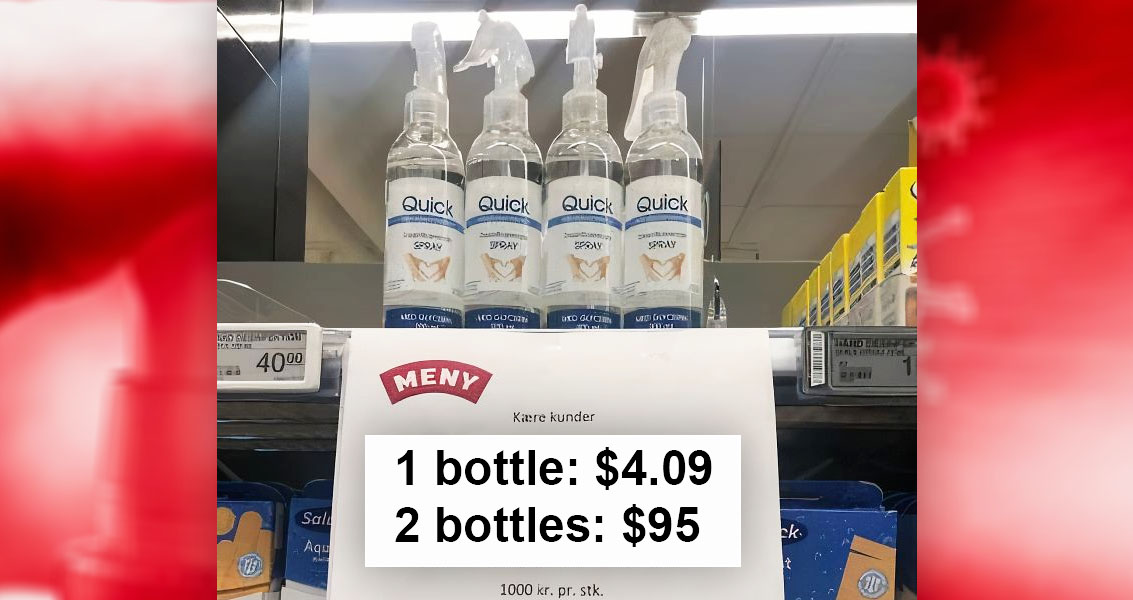 Quick
Quick
Quick
Quick
SPRAY
SPRAY
SPRAY
SPRAY
40⁰⁰
MENY
Kære kunder
1 bottle: $4.09
2 bottles: $95
1000 kr. pr. stk.